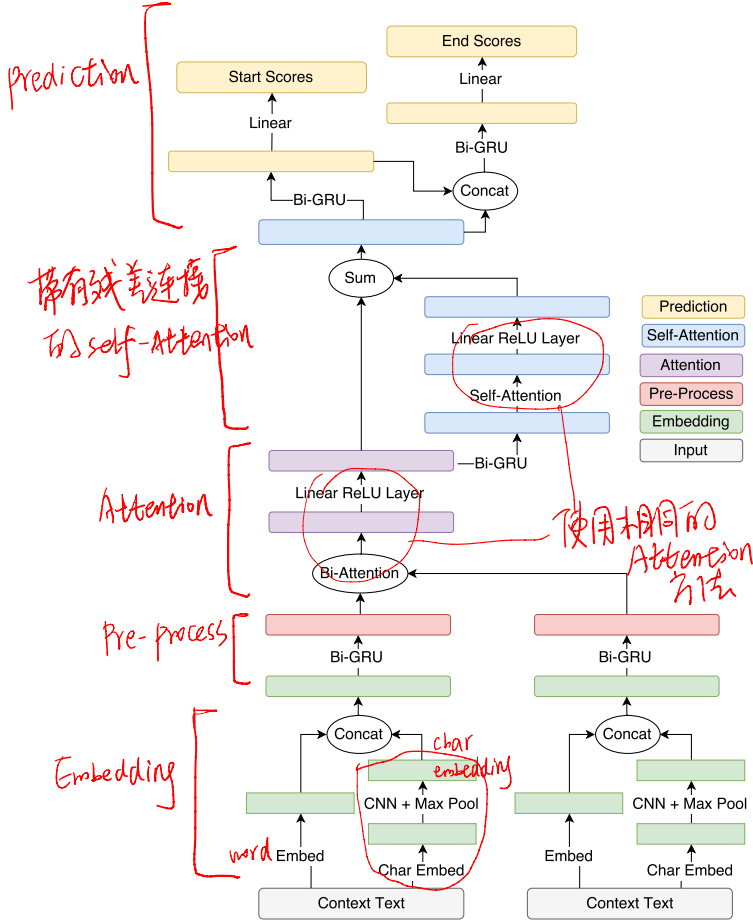 End Scores
Start Scores
prediction
Linear
Linear
Bi-GRU
Concat
Bi-GRU
Sum
带有残差连接
的self-Attention
Prediction
Self-Attention
Attention
Pre-Process
Embedding
Input
Linear ReLU Layer
Self-Attention
Bi-GRU
Attention
Linear ReLU Layer
Bi-Attention
使用相同的
Attention
方法
Pre-process
Bi-GRU
Bi-GRU
Concat
Concat
char
embedding
Embedding
CNN + Max Pool
CNN + Max Pool
word
Embed
Char Embed
Embed
Char Embed
Context Text
Context Text